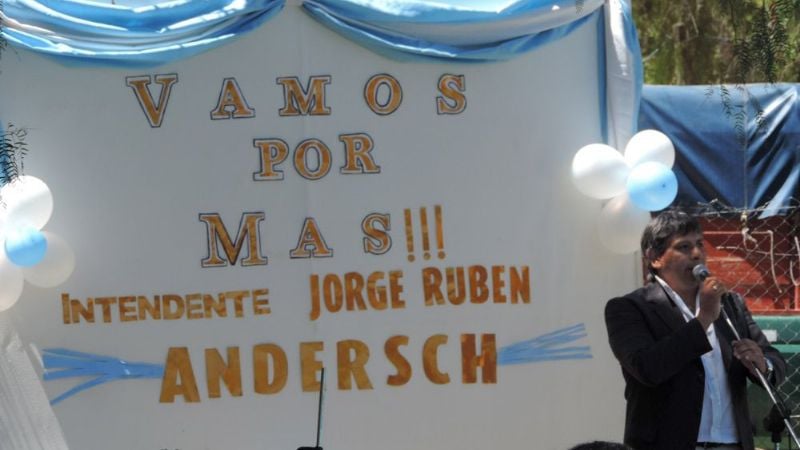 VAMOS
POR
MAS!!!
INTENDENTE JORGE RUBEN
ANDERSCH